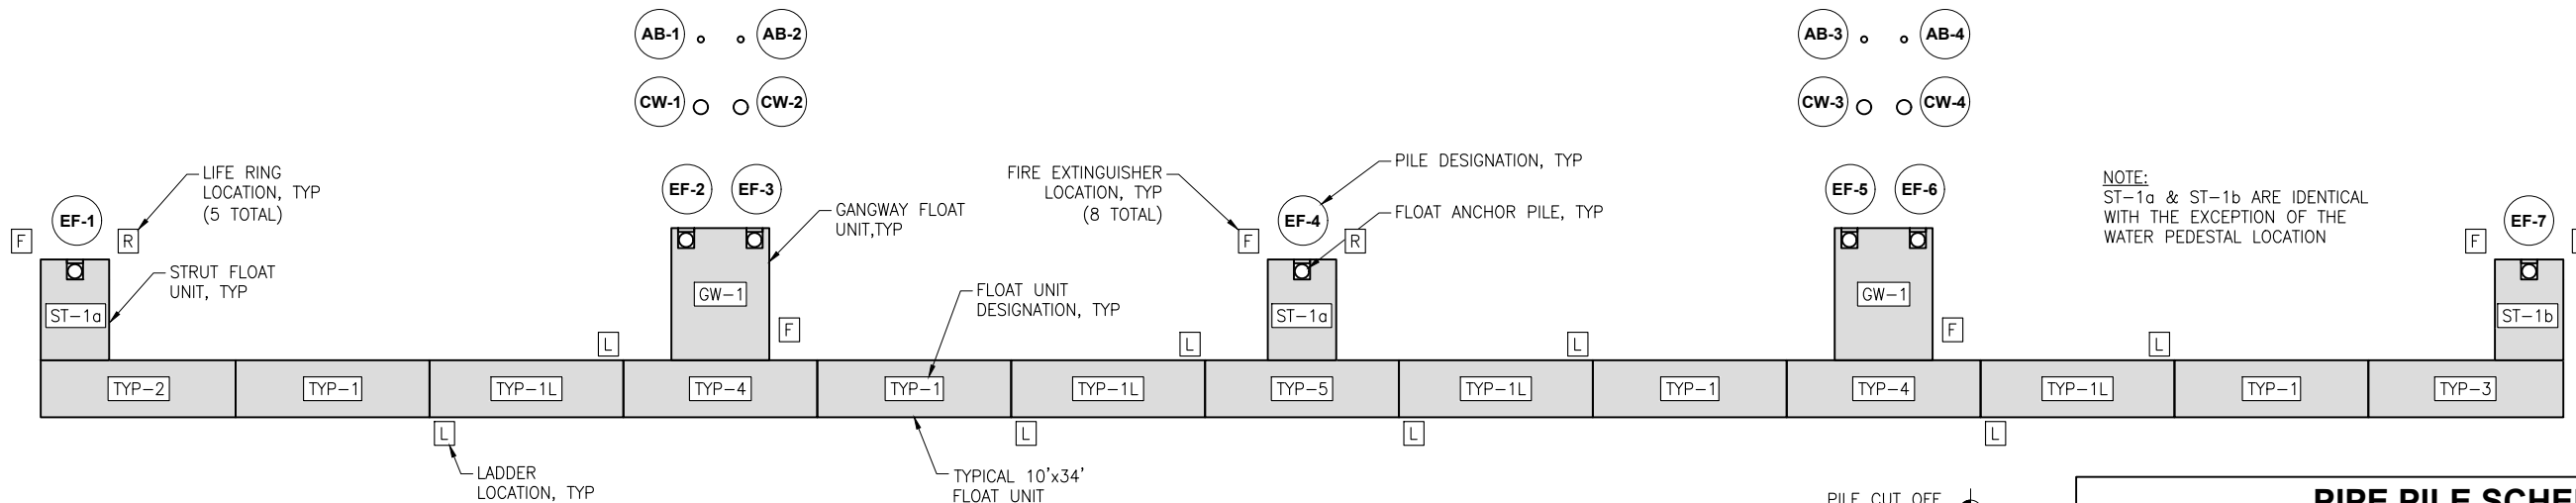 AB-1
AB-2
AB-3
AB-4
CW-1
CW-2
CW-3
CW-4
LIFE RING
LOCATION, TYP
(5 TOTAL)
EF-1
F
R
STRUT FLOAT
UNIT, TYP
ST-1a
EF-2
EF-3
GANGWAY FLOAT
UNIT,TYP
GW-1
F
FIRE EXTINGUISHER
LOCATION, TYP
(8 TOTAL)
PILE DESIGNATION, TYP
EF-4
F
R
FLOAT ANCHOR PILE, TYP
FLOAT UNIT
DESIGNATION, TYP
ST-1a
EF-5
EF-6
GW-1
F
NOTE:
ST-1a & ST-1b ARE IDENTICAL
WITH THE EXCEPTION OF THE
WATER PEDESTAL LOCATION
EF-7
F
ST-1b
L
L
L
L
TYP-2
TYP-1
TYP-1L
TYP-4
TYP-1
TYP-1L
TYP-5
TYP-1L
TYP-1
TYP-4
TYP-1L
TYP-1
TYP-3
L
L
L
L
LADDER
LOCATION, TYP
TYPICAL 10'x34'
FLOAT UNIT
PILE CUT OFF